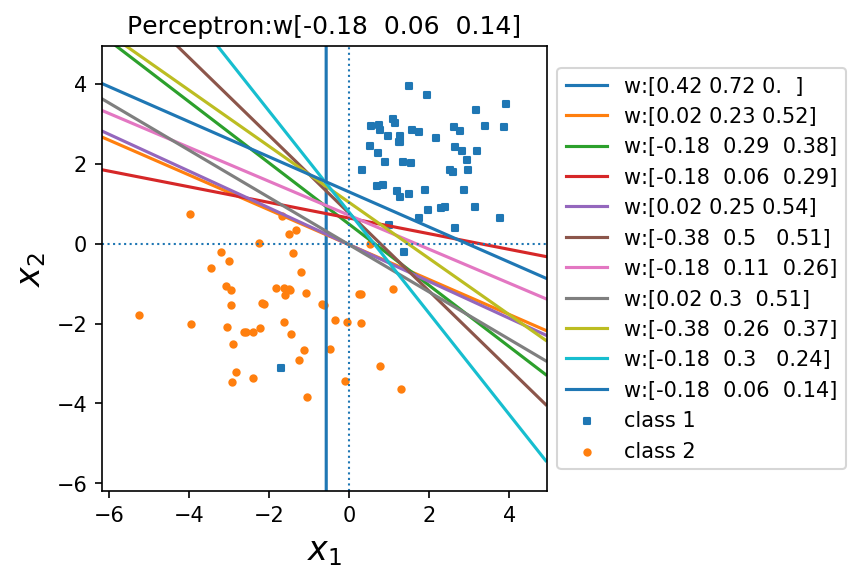 Perceptron:w[-0.18 0.06 0.14]
4
2
0
−2
−4
−6
x2
−6 −4 −2 0 2 4
x1
w:[0.42 0.72 0. ]
w:[0.02 0.23 0.52]
w:[-0.18 0.29 0.38]
w:[-0.18 0.06 0.29]
w:[0.02 0.25 0.54]
w:[-0.38 0.5 0.51]
w:[-0.18 0.11 0.26]
w:[0.02 0.3 0.51]
w:[-0.38 0.26 0.37]
w:[-0.18 0.3 0.24]
w:[-0.18 0.06 0.14]
class 1
class 2